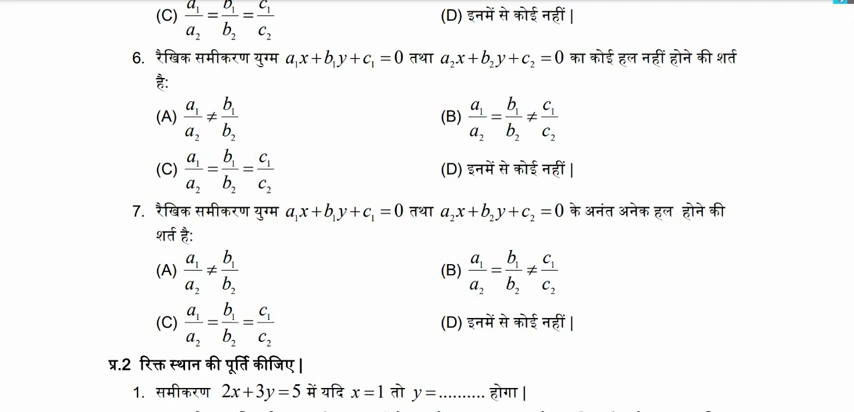 (C) a₁/a₂ = b₁/b₂ = c₁/c₂ (D) इनमें से कोई नहीं |
6. रैखिक समीकरण युग्म a₁x+b₁y+c₁=0 तथा a₂x+b₂y+c₂=0 का कोई हल नहीं होने की शर्त
है:
(A) a₁/a₂ ≠ b₁/b₂ (B) a₁/a₂ = b₁/b₂ ≠ c₁/c₂
(C) a₁/a₂ = b₁/b₂ = c₁/c₂ (D) इनमें से कोई नहीं |
7. रैखिक समीकरण युग्म a₁x+b₁y+c₁=0 तथा a₂x+b₂y+c₂=0 के अनंत अनेक हल होने की
शर्त है:
(A) a₁/a₂ ≠ b₁/b₂ (B) a₁/a₂ = b₁/b₂ ≠ c₁/c₂
(C) a₁/a₂ = b₁/b₂ = c₁/c₂ (D) इनमें से कोई नहीं |
प्र.2 रिक्त स्थान की पूर्ति कीजिए |
1. समीकरण 2x+3y=5 में यदि x=1 तो y=.......... होगा |